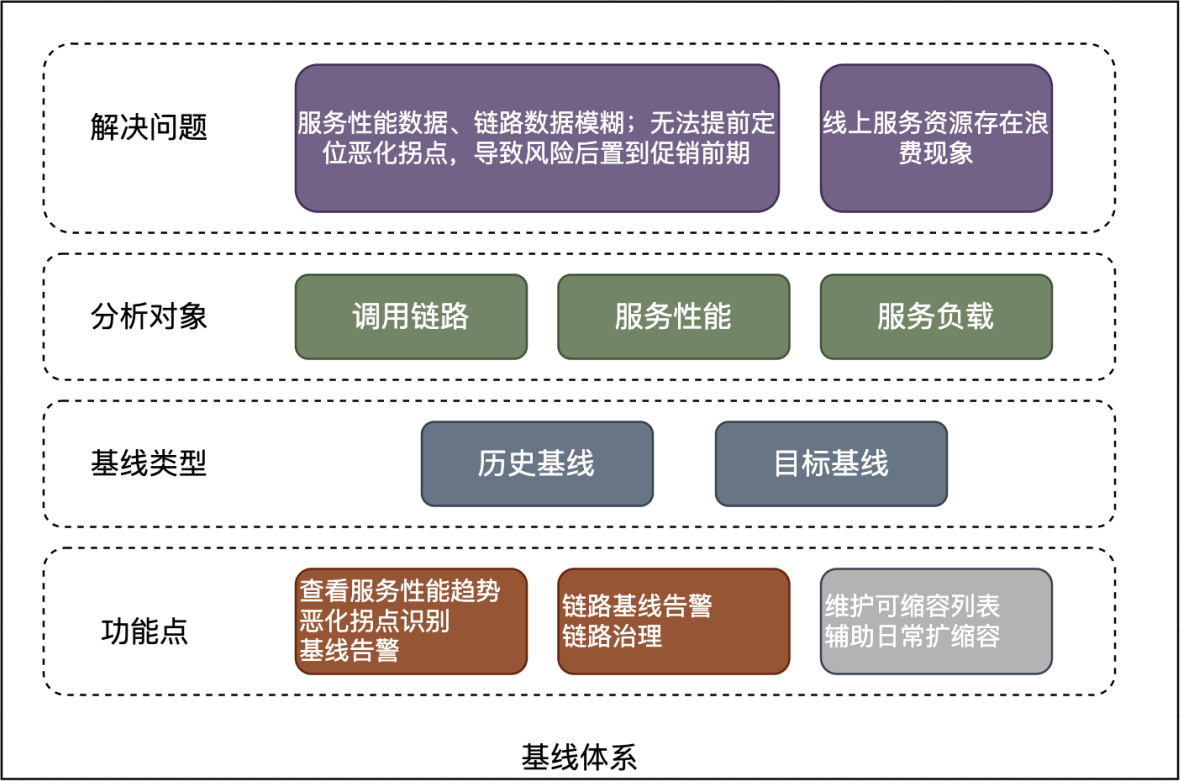 解决问题
服务性能数据、链路数据模糊；无法提前定
位恶化拐点，导致风险后置到促销前期
线上服务资源存在浪
费现象
分析对象
调用链路
服务性能
服务负载
基线类型
历史基线
目标基线
功能点
查看服务性能趋势
恶化拐点识别
基线告警
链路基线告警
链路治理
维护可缩容列表
辅助日常扩缩容
基线体系